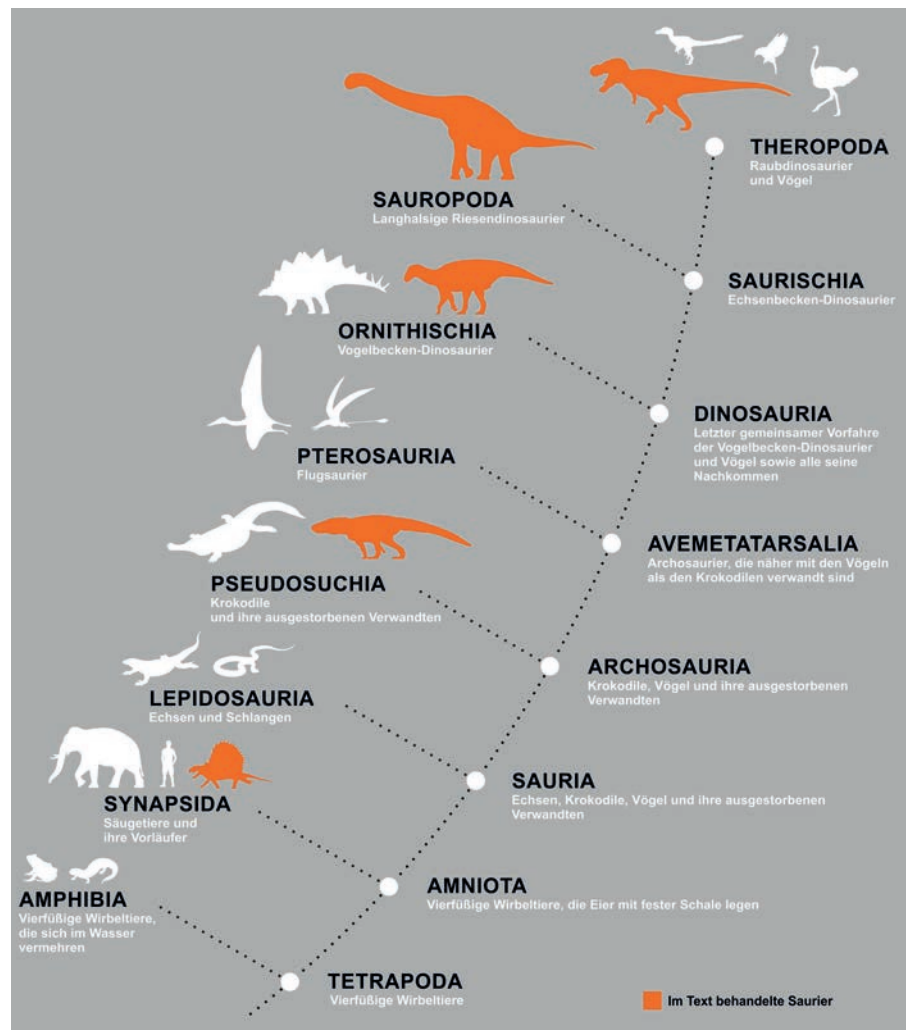 THEROPODA
Raubdinosaurier
und Vögel
SAUROPODA
Langhalsige Riesendinosaurier
SAURISCHIA
Echsenbecken-Dinosaurier
ORNITHISCHIA
Vogelbecken-Dinosaurier
DINOSAURIA
Letzter gemeinsamer Vorfahre
der Vogelbecken-Dinosaurier
und Vögel sowie alle seine
Nachkommen
PTEROSAURIA
Flugsaurier
AVEMETATARSALIA
Archosaurier, die näher mit den Vögeln
als den Krokodilen verwandt sind
PSEUDOSUCHIA
Krokodile
und ihre ausgestorbenen Verwandten
ARCHOSAURIA
Krokodile, Vögel und ihre ausgestorbenen
Verwandten
LEPIDOSAURIA
Echsen und Schlangen
SAURIA
Echsen, Krokodile, Vögel und ihre ausgestorbenen
Verwandten
SYNAPSIDA
Säugetiere und
ihre Vorläufer
AMNIOTA
Vierfüßige Wirbeltiere, die Eier mit fester Schale legen
AMPHIBIA
Vierfüßige Wirbeltiere,
die sich im Wasser
vermehren
TETRAPODA
Vierfüßige Wirbeltiere
Im Text behandelte Saurier